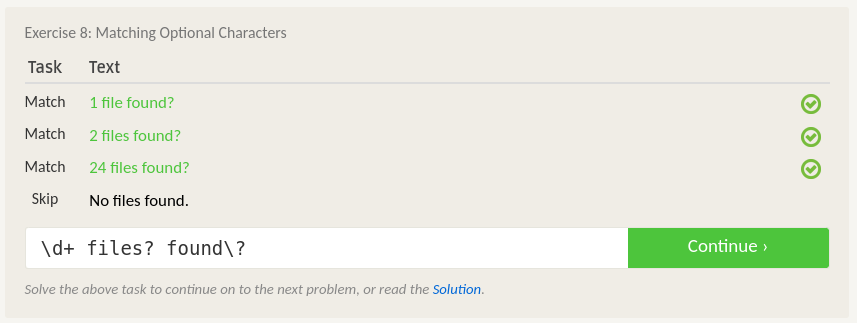 Exercise 8: Matching Optional Characters
Task Text
Match 1 file found?
Match 2 files found?
Match 24 files found?
Skip No files found.
\d+ files? found\?
Continue ›
Solve the above task to continue on to the next problem, or read the Solution.